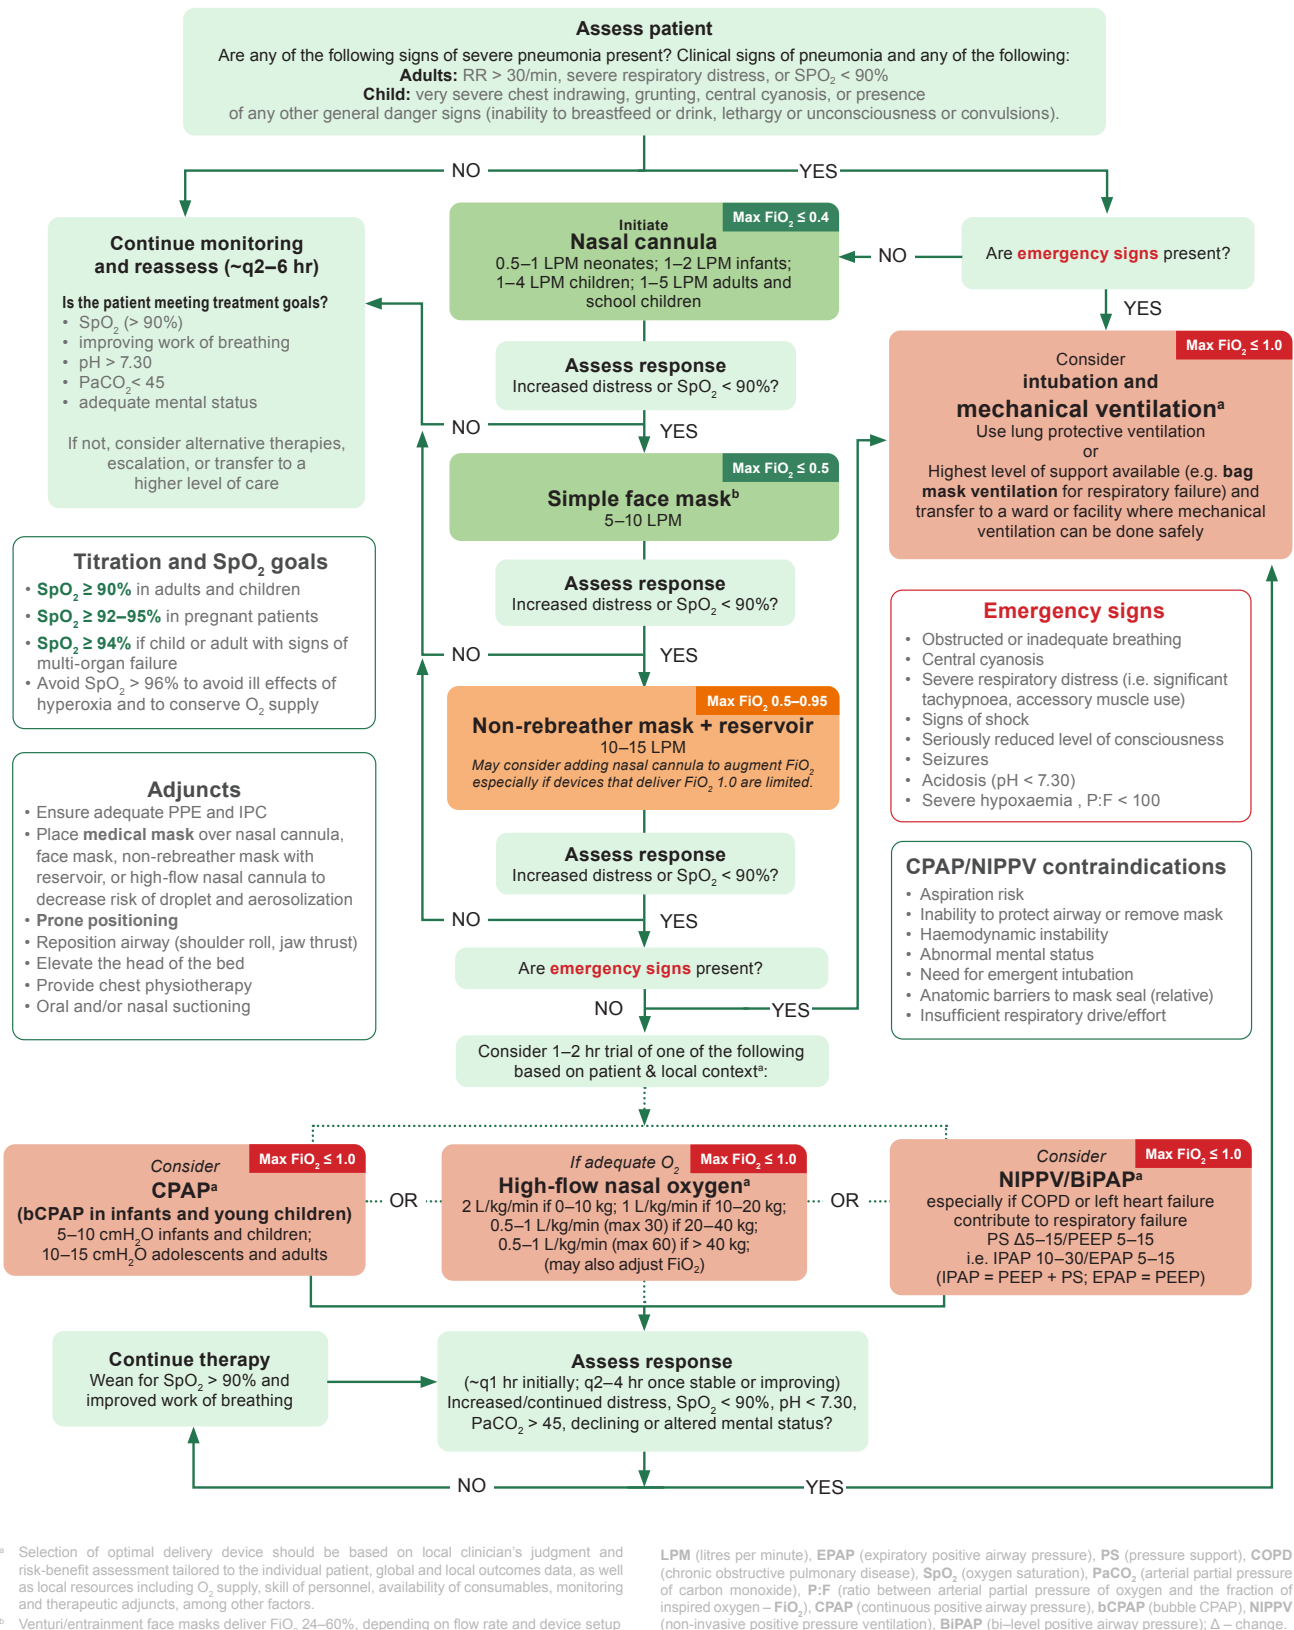 Assess patient
Are any of the following signs of severe pneumonia present? Clinical signs of pneumonia and any of the following:
Adults: RR > 30/min, severe respiratory distress, or SPO₂ < 90%
Child: very severe chest indrawing, grunting, central cyanosis, or presence
of any other general danger signs (inability to breastfeed or drink, lethargy or unconsciousness or convulsions).
NO
YES
Continue monitoring
and reassess (~q2–6 hr)
Is the patient meeting treatment goals?
• SpO₂ (> 90%)
• improving work of breathing
• pH > 7.30
• PaCO₂< 45
• adequate mental status
If not, consider alternative therapies,
escalation, or transfer to a
higher level of care
Max FiO₂ ≤ 0.4
Initiate
Nasal cannula
0.5–1 LPM neonates; 1–2 LPM infants;
1–4 LPM children; 1–5 LPM adults and
school children
NO
Are emergency signs present?
YES
Assess response
Increased distress or SpO₂ < 90%?
NO
YES
Max FiO₂ ≤ 1.0
Consider
intubation and
mechanical ventilationᵃ
Use lung protective ventilation
or
Highest level of support available (e.g. bag
mask ventilation for respiratory failure) and
transfer to a ward or facility where mechanical
ventilation can be done safely
Max FiO₂ ≤ 0.5
Simple face maskᵇ
5–10 LPM
Assess response
Increased distress or SpO₂ < 90%?
NO
YES
Titration and SpO₂ goals
• SpO₂ ≥ 90% in adults and children
• SpO₂ ≥ 92–95% in pregnant patients
• SpO₂ ≥ 94% if child or adult with signs of
multi-organ failure
• Avoid SpO₂ > 96% to avoid ill effects of
hyperoxia and to conserve O₂ supply
Emergency signs
• Obstructed or inadequate breathing
• Central cyanosis
• Severe respiratory distress (i.e. significant
tachypnoea, accessory muscle use)
• Signs of shock
• Seriously reduced level of consciousness
• Seizures
• Acidosis (pH < 7.30)
• Severe hypoxaemia , P:F < 100
Max FiO₂ 0.5–0.95
Non-rebreather mask + reservoir
10–15 LPM
May consider adding nasal cannula to augment FiO₂
especially if devices that deliver FiO₂ 1.0 are limited.
Assess response
Increased distress or SpO₂ < 90%?
NO
YES
Adjuncts
• Ensure adequate PPE and IPC
• Place medical mask over nasal cannula,
face mask, non-rebreather mask with
reservoir, or high-flow nasal cannula to
decrease risk of droplet and aerosolization
• Prone positioning
• Reposition airway (shoulder roll, jaw thrust)
• Elevate the head of the bed
• Provide chest physiotherapy
• Oral and/or nasal suctioning
CPAP/NIPPV contraindications
• Aspiration risk
• Inability to protect airway or remove mask
• Haemodynamic instability
• Abnormal mental status
• Need for emergent intubation
• Anatomic barriers to mask seal (relative)
• Insufficient respiratory drive/effort
Are emergency signs present?
NO
YES
Consider 1–2 hr trial of one of the following
based on patient & local contextᵃ:
Max FiO₂ ≤ 1.0
Consider
CPAPᵃ
(bCPAP in infants and young children)
5–10 cmH₂O infants and children;
10–15 cmH₂O adolescents and adults
OR
If adequate O₂
Max FiO₂ ≤ 1.0
High-flow nasal oxygenᵃ
2 L/kg/min if 0–10 kg; 1 L/kg/min if 10–20 kg;
0.5–1 L/kg/min (max 30) if 20–40 kg;
0.5–1 L/kg/min (max 60) if > 40 kg;
(may also adjust FiO₂)
OR
Max FiO₂ ≤ 1.0
Consider
NIPPV/BiPAPᵃ
especially if COPD or left heart failure
contribute to respiratory failure
PS Δ5–15/PEEP 5–15
i.e. IPAP 10–30/EPAP 5–15
(IPAP = PEEP + PS; EPAP = PEEP)
Continue therapy
Wean for SpO₂ > 90% and
improved work of breathing
Assess response
(~q1 hr initially; q2–4 hr once stable or improving)
Increased/continued distress, SpO₂ < 90%, pH < 7.30,
PaCO₂ > 45, declining or altered mental status?
NO
YES
ᵃ Selection of optimal delivery device should be based on local clinician's judgment and
risk-benefit assessment tailored to the individual patient, global and local outcomes data, as well
as local resources including O₂ supply, skill of personnel, availability of consumables, monitoring
and therapeutic adjuncts, among other factors.
ᵇ Venturi/entrainment face masks deliver FiO₂ 24–60%, depending on flow rate and device setup
LPM (litres per minute), EPAP (expiratory positive airway pressure), PS (pressure support), COPD
(chronic obstructive pulmonary disease), SpO₂ (oxygen saturation), PaCO₂ (arterial partial pressure
of carbon monoxide), P:F (ratio between arterial partial pressure of oxygen and the fraction of
inspired oxygen – FiO₂), CPAP (continuous positive airway pressure), bCPAP (bubble CPAP), NIPPV
(non-invasive positive pressure ventilation), BiPAP (bi–level positive airway pressure); Δ – change.